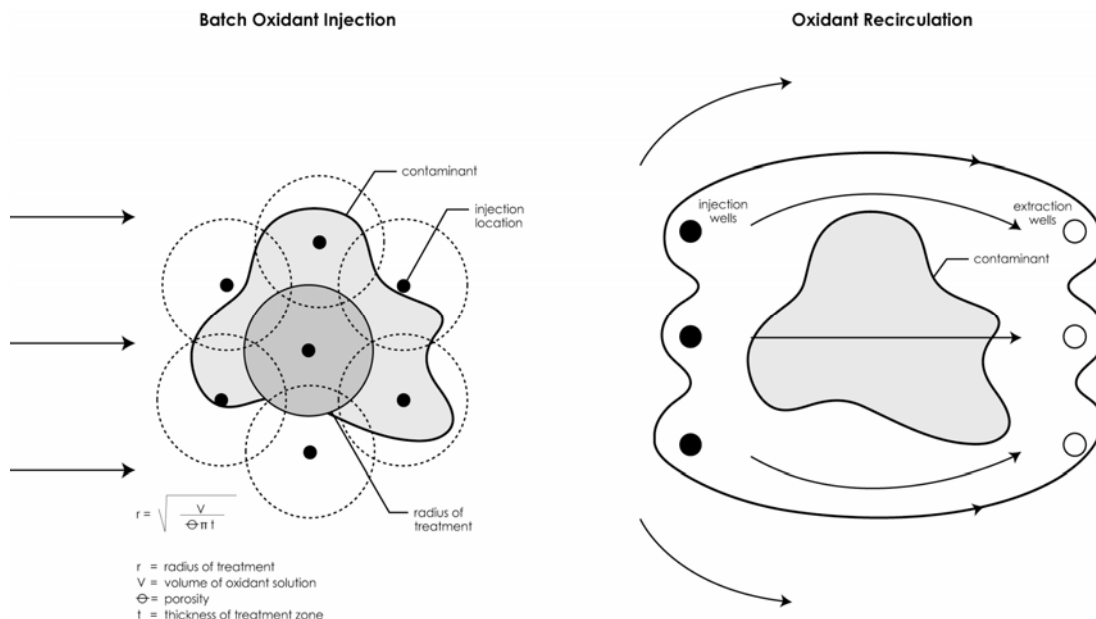 Batch Oxidant Injection
contaminant
injection
location
radius of
treatment
r = √ V
Θ π t
r = radius of treatment
V = volume of oxidant solution
Θ = porosity
t = thickness of treatment zone
Oxidant Recirculation
injection
wells
extraction
wells
contaminant